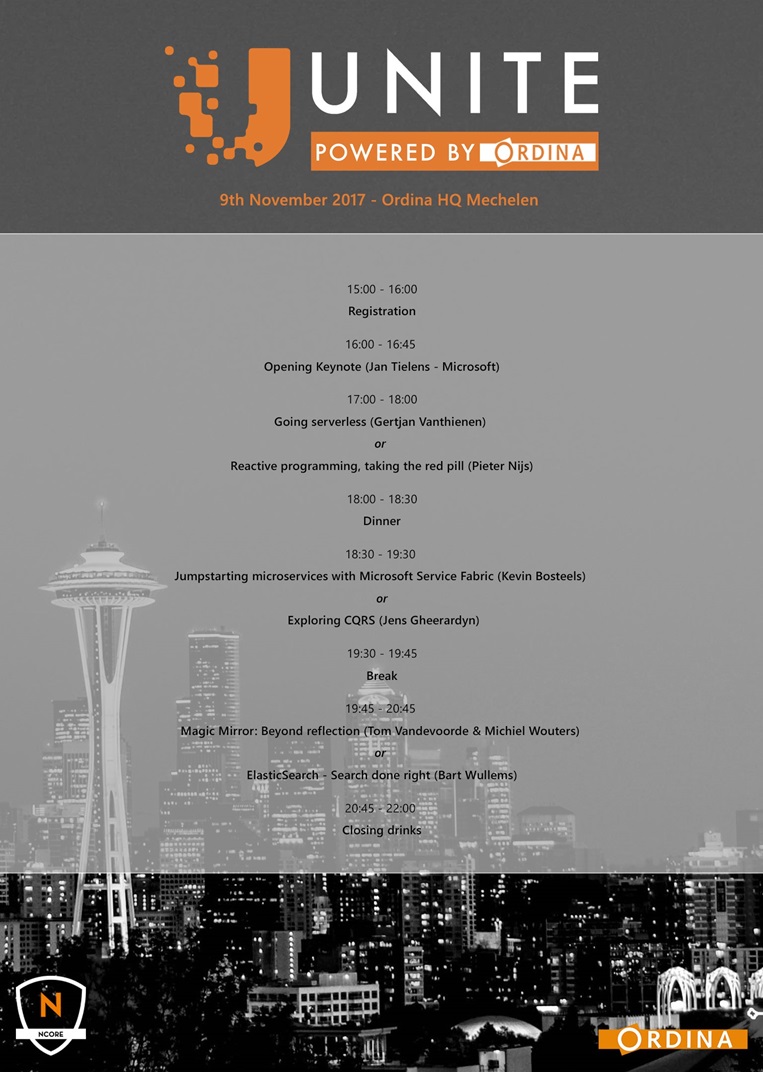 UNITE
POWERED BY ORDINA
9th November 2017 - Ordina HQ Mechelen
15:00 - 16:00
Registration
16:00 - 16:45
Opening Keynote (Jan Tielens - Microsoft)
17:00 - 18:00
Going serverless (Gertjan Vanthienen)
or
Reactive programming, taking the red pill (Pieter Nijs)
18:00 - 18:30
Dinner
18:30 - 19:30
Jumpstarting microservices with Microsoft Service Fabric (Kevin Bosteels)
or
Exploring CQRS (Jens Gheerardyn)
19:30 - 19:45
Break
19:45 - 20:45
Magic Mirror: Beyond reflection (Tom Vandevoorde & Michiel Wouters)
or
ElasticSearch - Search done right (Bart Wullems)
20:45 - 22:00
Closing drinks
N
NCORE
ORDINA